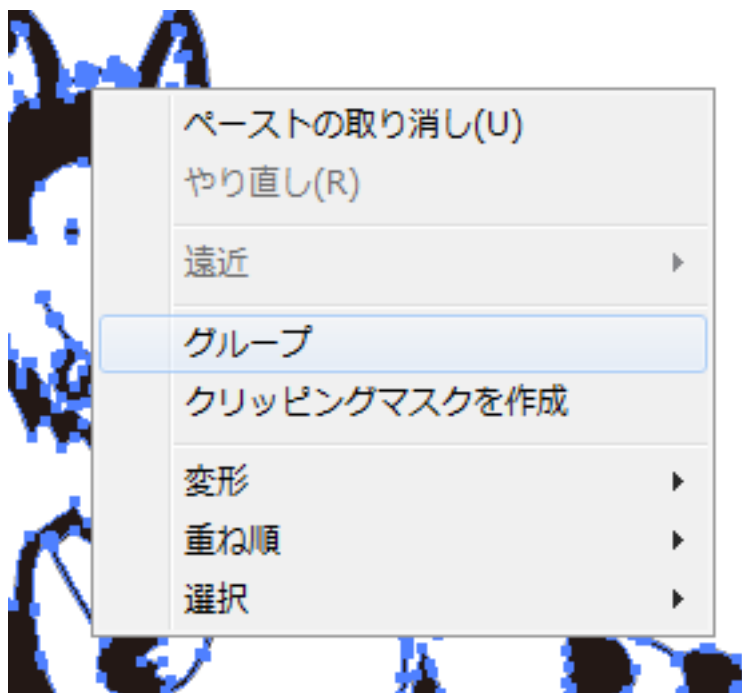 ペーストの取り消し(U)
やり直し(R)
遠近
グループ
クリッピングマスクを作成
変形
重ね順
選択